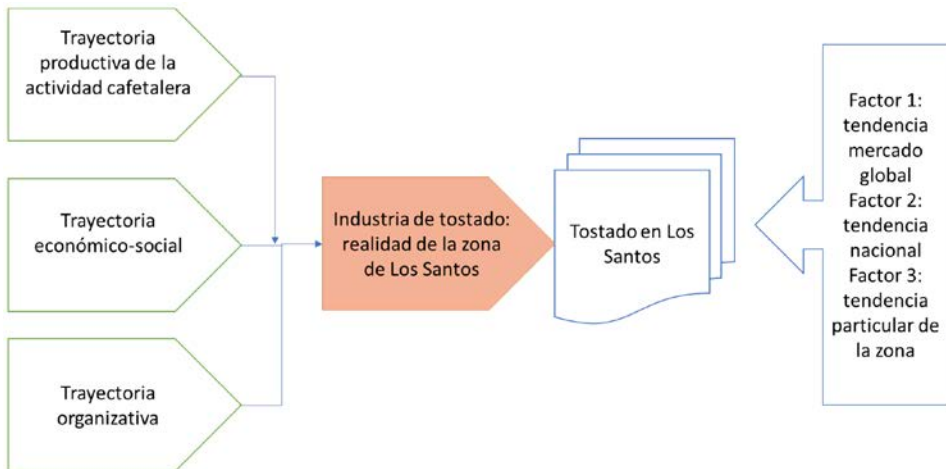 Trayectoria
productiva de la
actividad cafetalera
Trayectoria
económico-social
Trayectoria
organizativa
Industria de tostado:
realidad de la zona
de Los Santos
Tostado en Los
Santos
Factor 1:
tendencia
mercado
global
Factor 2:
tendencia
nacional
Factor 3:
tendencia
particular de
la zona